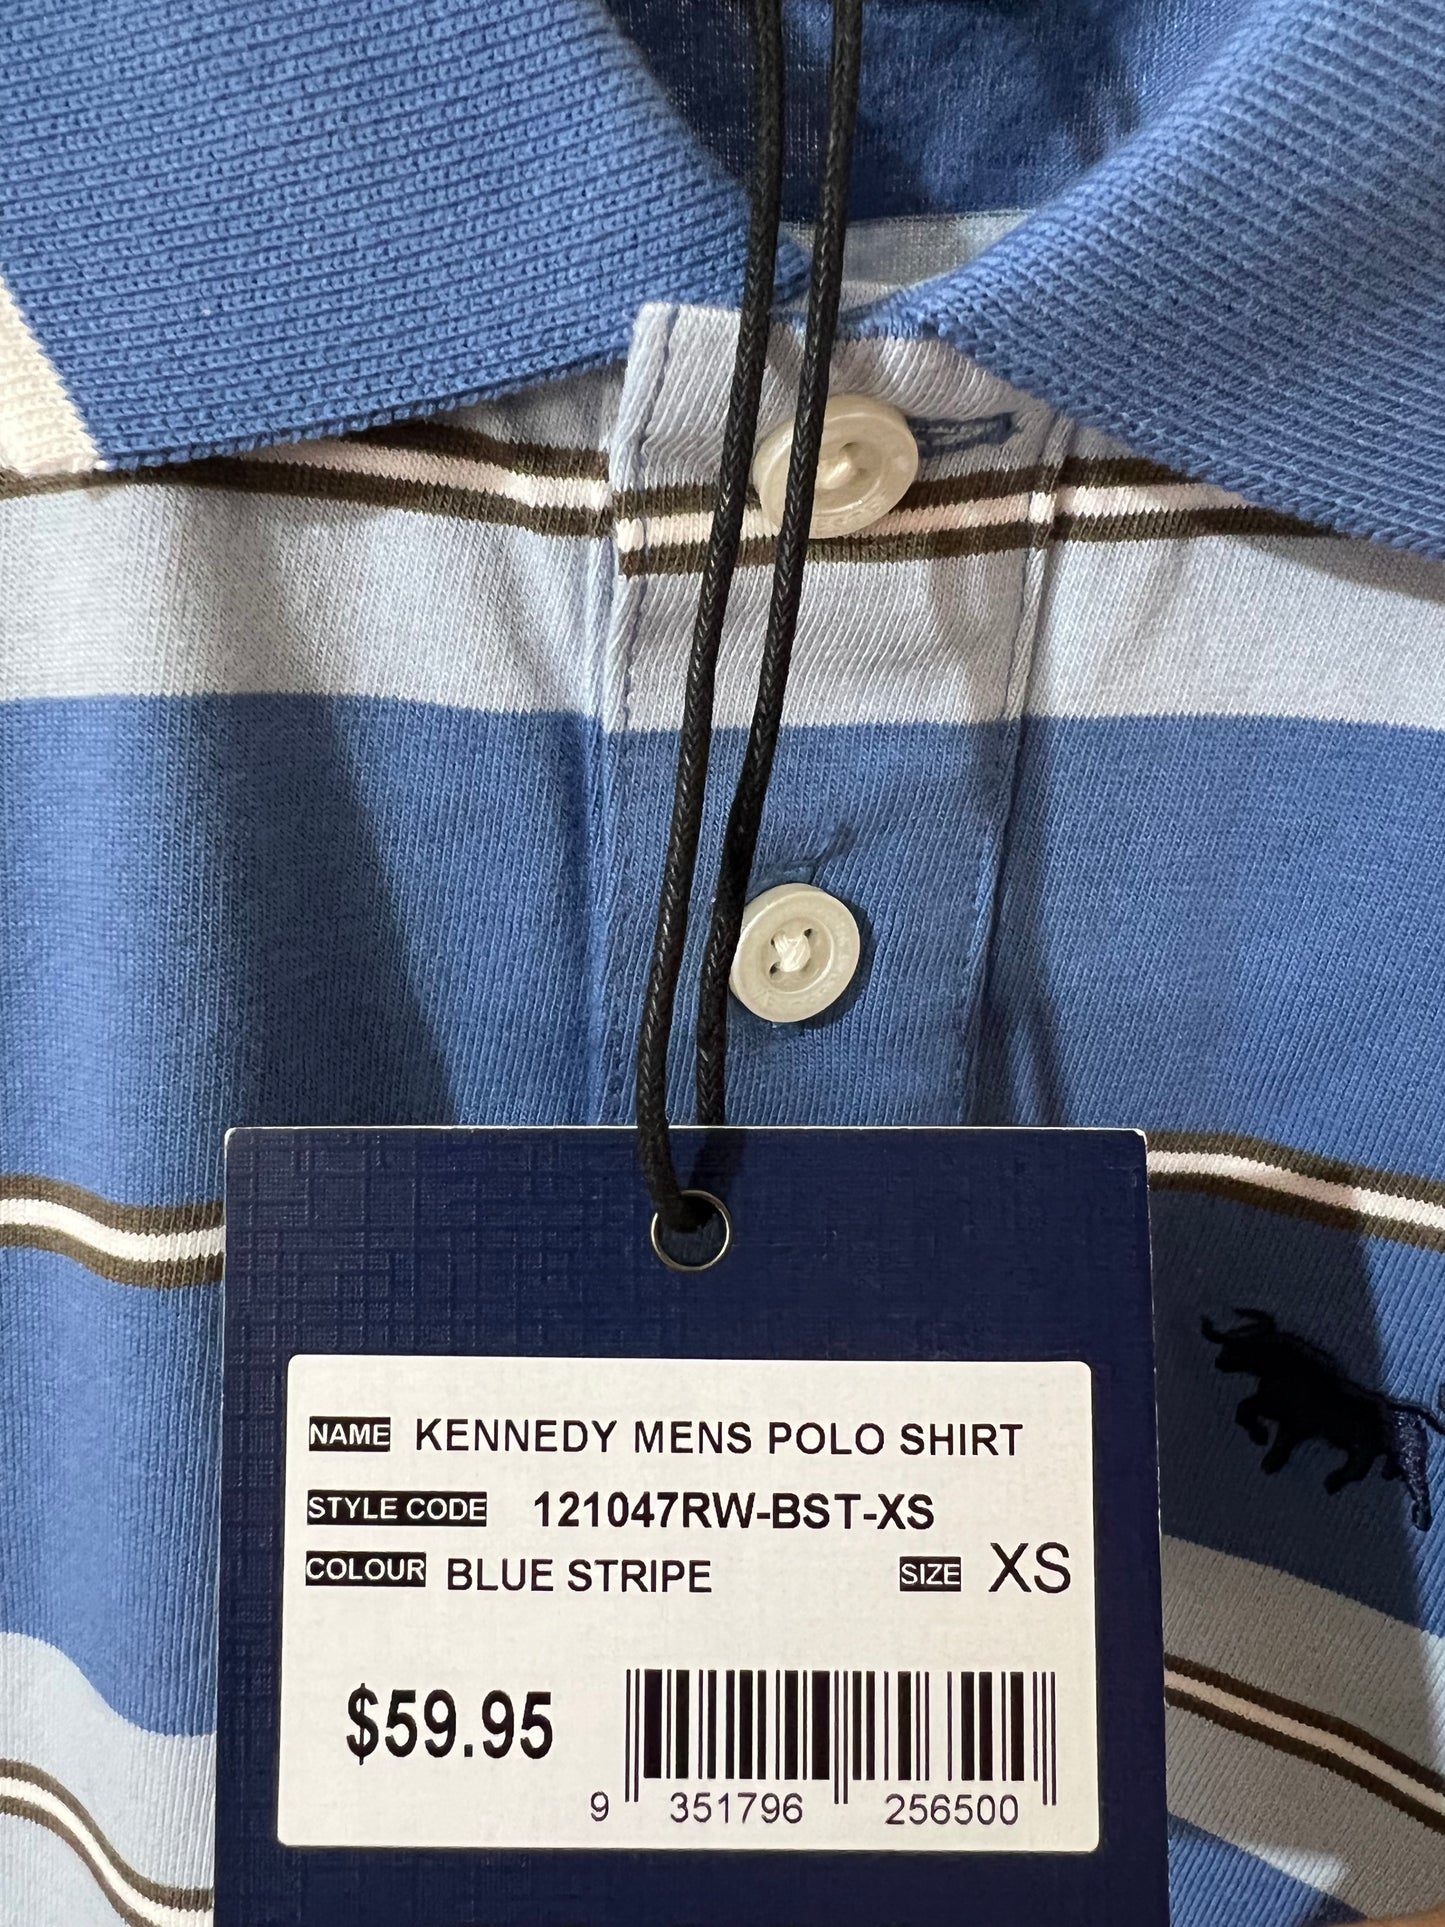 NAME KENNEDY MENS POLO SHIRT
STYLE CODE 121047RW-BST-XS
COLOUR BLUE STRIPE SIZE XS
$59.95
9 351796 256500